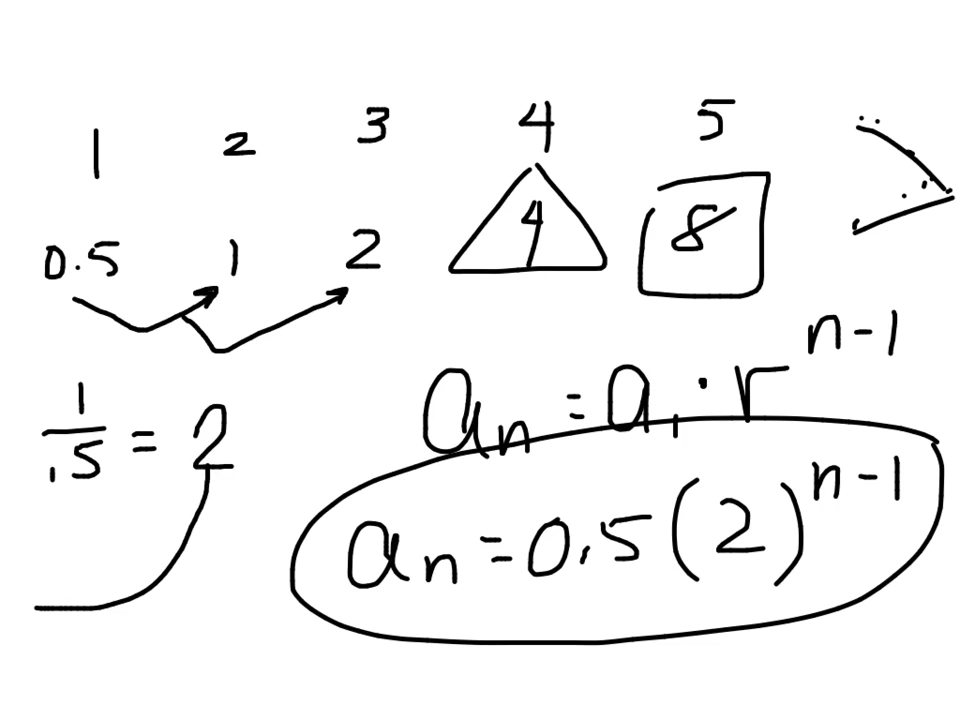 1 2 3 4 5
0.5 1 2 4 8
1/.5 = 2
aₙ = a₁ · rⁿ⁻¹
aₙ = 0.5(2)ⁿ⁻¹